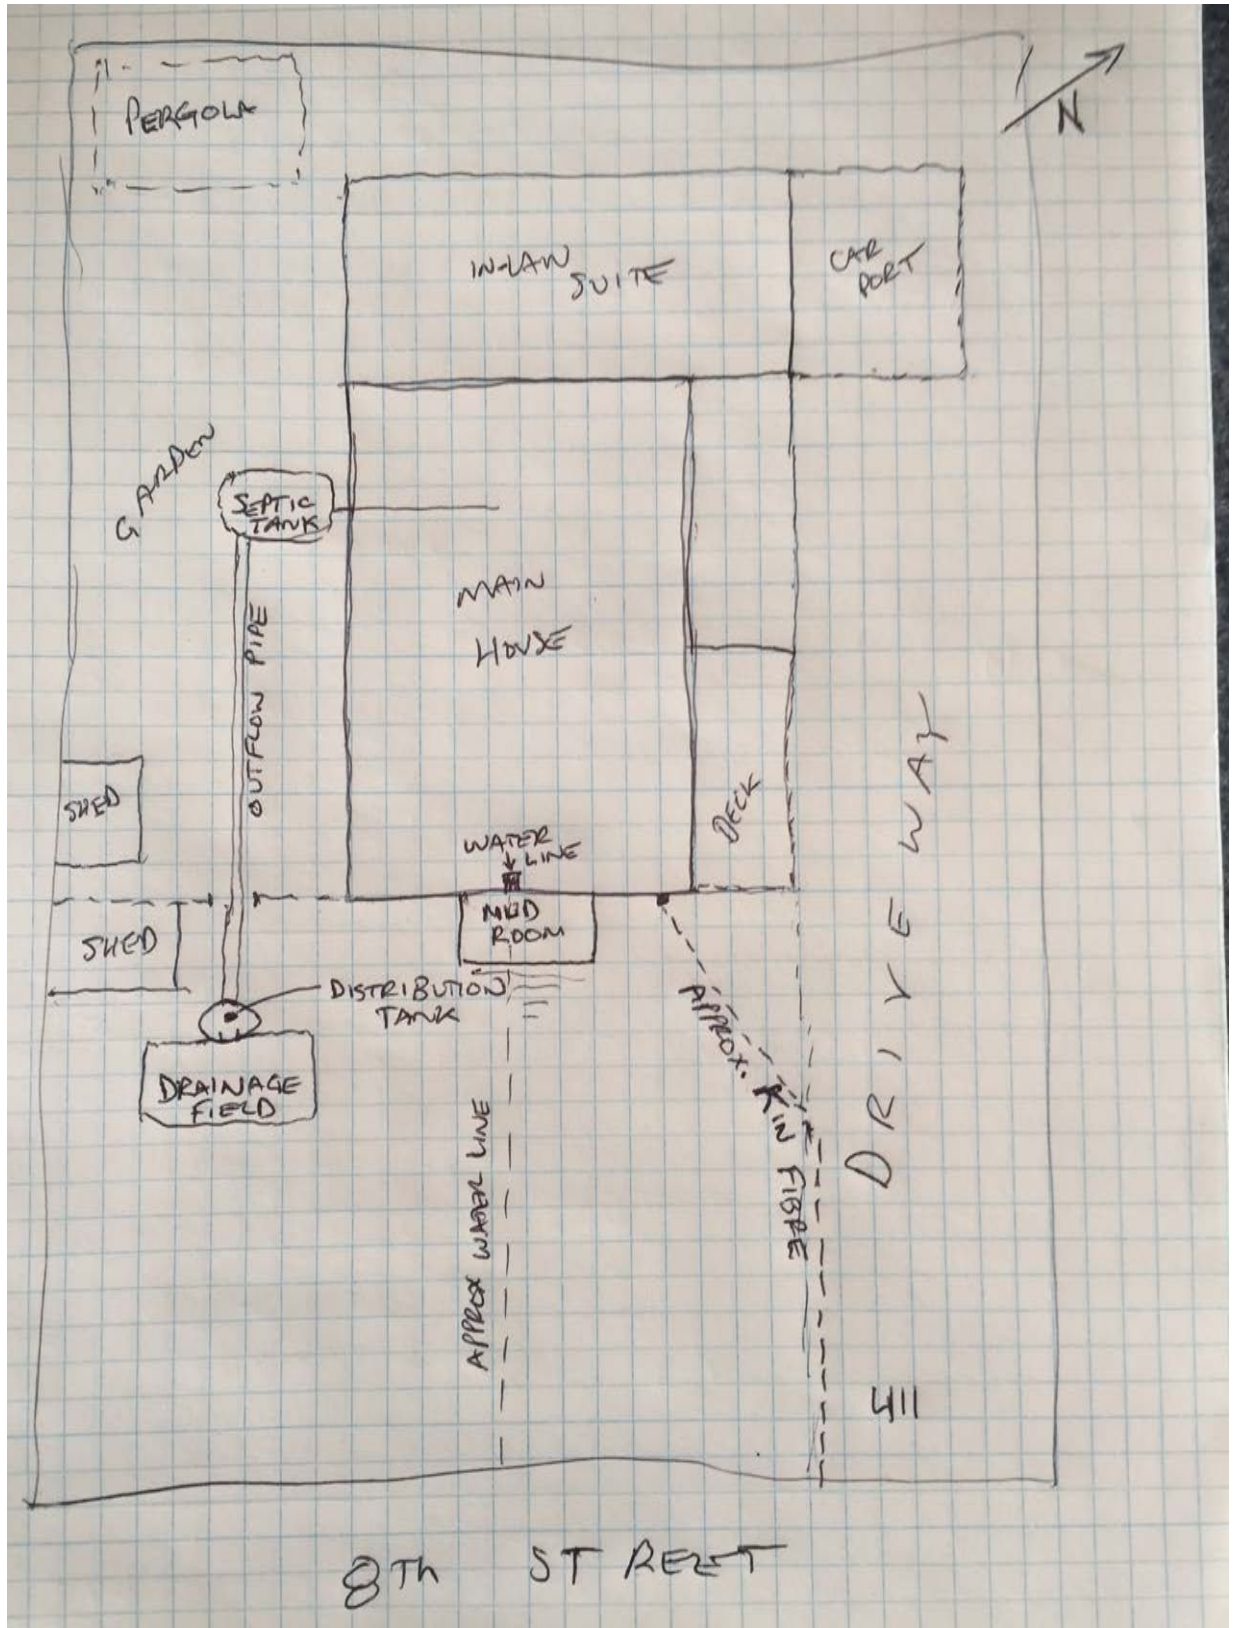 N
PERGOLA
IN-LAW
SUITE
CAR
PORT
GARDEN
SEPTIC
TANK
MAIN
HOUSE
OUTFLOW PIPE
SHED
DECK
DRIVEWAY
WATER
LINE
MUD
ROOM
SHED
DISTRIBUTION
TANK
DRAINAGE
FIELD
APPROX WATER LINE
APPROX. KIN FIBRE
411
8TH STREET